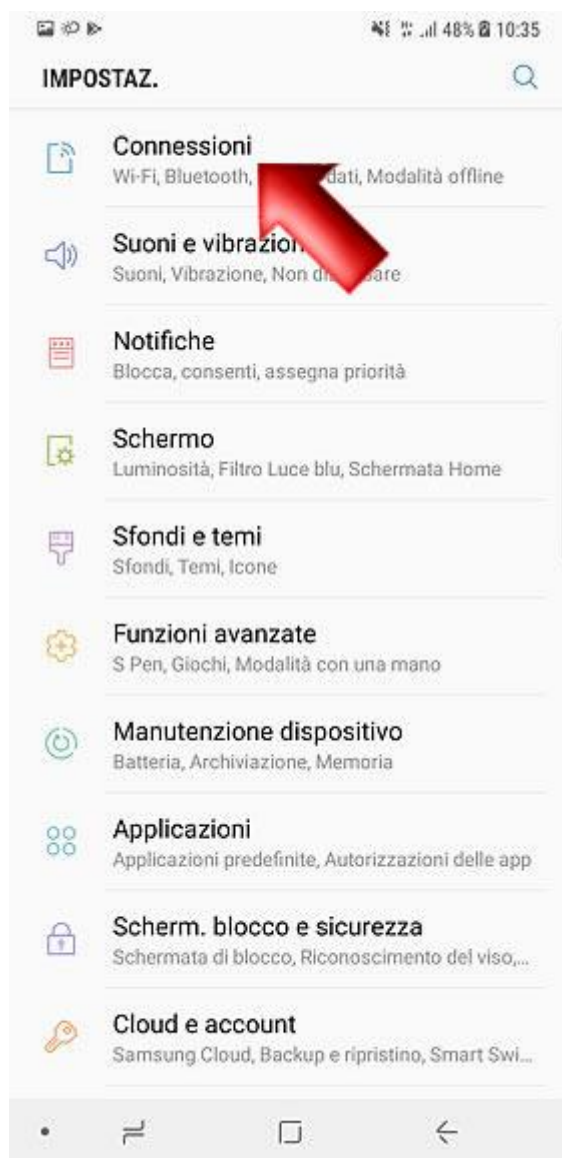 48% 10:35
IMPOSTAZ.
Connessioni
Wi-Fi, Bluetooth, dati, Modalità offline
Suoni e
Suoni, Vibrazione, Non
Notifiche
Blocca, consenti, assegna priorità
Schermo
Luminosità, Filtro Luce blu, Schermata Home
Sfondi e temi
Sfondi, Temi, Icone
Funzioni avanzate
S Pen, Giochi, Modalità con una mano
Manutenzione dispositivo
Batteria, Archiviazione, Memoria
Applicazioni
Applicazioni predefinite, Autorizzazioni delle app
Scherm. blocco e sicurezza
Schermata di blocco, Riconoscimento del viso,...
Cloud e account
Samsung Cloud, Backup e ripristino, Smart Swi...